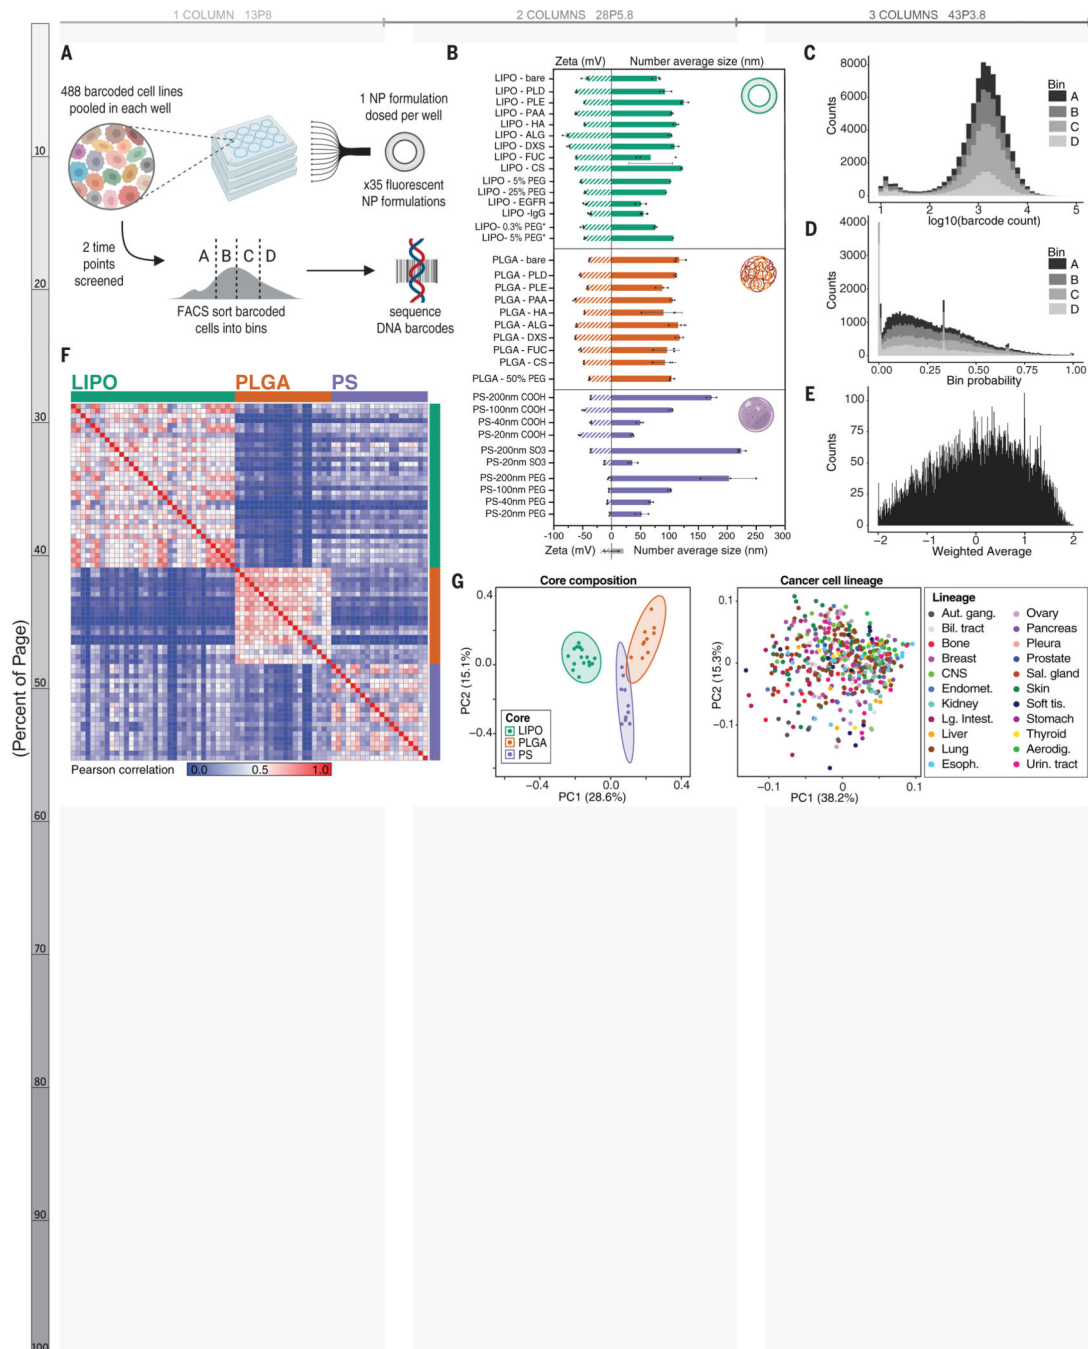 1 COLUMN 13P8
2 COLUMNS 28P5.8
3 COLUMNS 43P3.8
(Percent of Page)
10
20
30
40
50
60
70
80
90
100
A
488 barcoded cell lines
pooled in each well
1 NP formulation
dosed per well
x35 fluorescent
NP formulations
2 time
points
screened
A B C D
FACS sort barcoded
cells into bins
sequence
DNA barcodes
B
Zeta (mV) Number average size (nm)
LIPO - bare
LIPO - PLD
LIPO - PLE
LIPO - PAA
LIPO - HA
LIPO - ALG
LIPO - DXS
LIPO - FUC
LIPO - CS
LIPO - 5% PEG
LIPO - 25% PEG
LIPO - EGFR
LIPO -IgG
LIPO- 0.3% PEG*
LIPO- 5% PEG*
PLGA - bare
PLGA - PLD
PLGA - PLE
PLGA - PAA
PLGA - HA
PLGA - ALG
PLGA - DXS
PLGA - FUC
PLGA - CS
PLGA - 50% PEG
PS-200nm COOH
PS-100nm COOH
PS-40nm COOH
PS-20nm COOH
PS-200nm SO3
PS-20nm SO3
PS-200nm PEG
PS-100nm PEG
PS-40nm PEG
PS-20nm PEG
-100 -50 0 50 100 150 200 250 300
Zeta (mV) Number average size (nm)
C
8000
6000
4000
2000
0
Counts
1 2 3 4 5
log10(barcode count)
Bin
A
B
C
D
D
4000
3000
2000
1000
0
Counts
0.00 0.25 0.50 0.75 1.00
Bin probability
Bin
A
B
C
D
E
100
75
50
25
0
Counts
−2 −1 0 1 2
Weighted Average
F
LIPO PLGA PS
Pearson correlation 0.0 0.5 1.0
G
Core composition
0.4
0.0
−0.4
PC2 (15.1%)
−0.4 0.0 0.4
PC1 (28.6%)
Core
LIPO
PLGA
PS
Cancer cell lineage
0.1
0
−0.1
PC2 (15.3%)
−0.1 0 0.1
PC1 (38.2%)
Lineage
Aut. gang.
Bil. tract
Bone
Breast
CNS
Endomet.
Kidney
Lg. Intest.
Liver
Lung
Esoph.
Ovary
Pancreas
Pleura
Prostate
Sal. gland
Skin
Soft tis.
Stomach
Thyroid
Aerodig.
Urin. tract